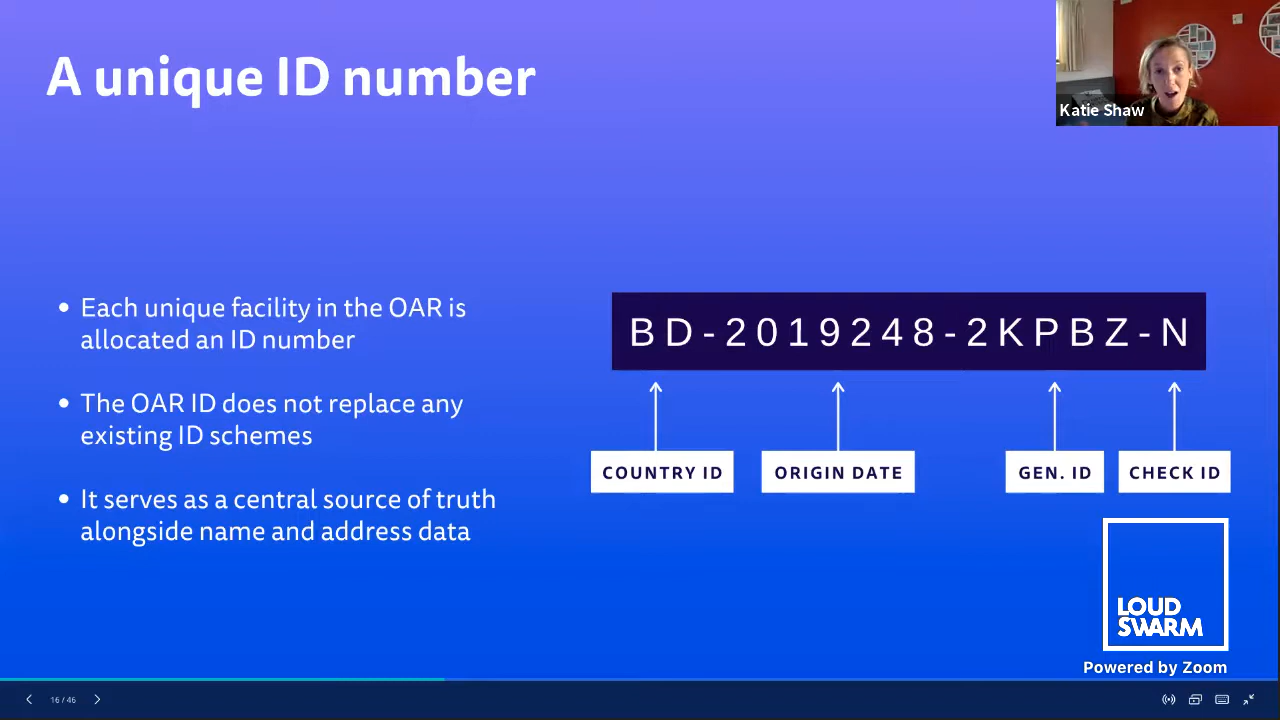 A unique ID number
Katie Shaw
• Each unique facility in the OAR is
allocated an ID number
• The OAR ID does not replace any
existing ID schemes
• It serves as a central source of truth
alongside name and address data
BD-2019248-2KPBZ-N
COUNTRY ID
ORIGIN DATE
GEN. ID
CHECK ID
LOUD
SWARM
Powered by Zoom
16 / 45